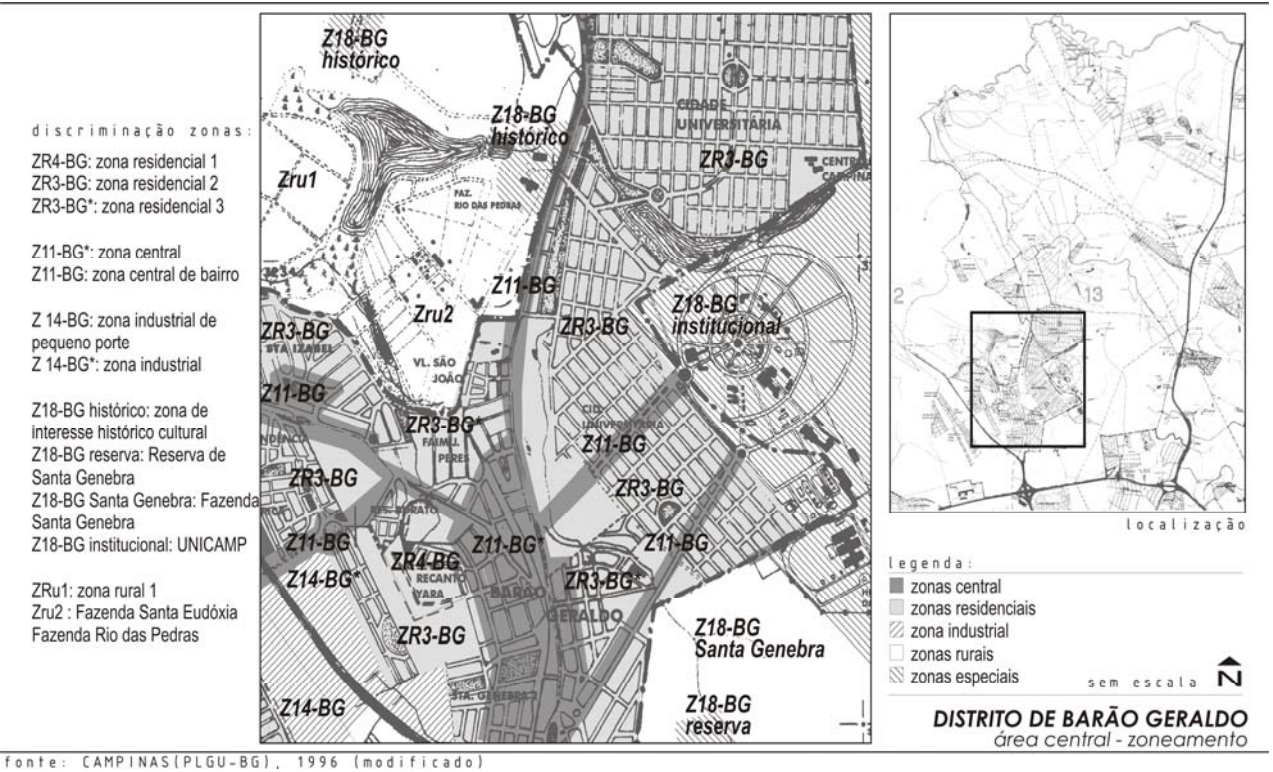 discriminação zonas:
ZR4-BG: zona residencial 1
ZR3-BG: zona residencial 2
ZR3-BG*: zona residencial 3
Z11-BG*: zona central
Z11-BG: zona central de bairro
Z 14-BG: zona industrial de
pequeno porte
Z 14-BG*: zona industrial
Z18-BG histórico: zona de
interesse histórico cultural
Z18-BG reserva: Reserva de
Santa Genebra
Z18-BG Santa Genebra: Fazenda
Santa Genebra
Z18-BG institucional: UNICAMP
ZRu1: zona rural 1
Zru2 : Fazenda Santa Eudóxia
Fazenda Rio das Pedras
Z18-BG
histórico
Z18-BG
histórico
CIDADE
UNIVERSITÁRIA
ZR3-BG
CENTRO
CAMPINA
Zru1
FAZ.
RIO DAS PEDRAS
Z11-BG
Z18-BG
institucional
Zru2
ZR3-BG
ZR3-BG
STA IZABEL
VL. SÃO
JOÃO
Z11-BG
ZR3-BG*
PERES
CID.
UNIVERSITÁRIA
Z11-BG
ZR3-BG
ZR3-BG
Z11-BG
Z11-BG*
Z11-BG
Z14-BG*
ZR4-BG
RECANTO
YARA
ZR3-BG*
BARÃO
GERALDO
ZR3-BG
Z18-BG
Santa Genebra
STA. GENEBRA 2
Z14-BG
Z18-BG
reserva
2
13
localização
legenda:
zonas central
zonas residenciais
zona industrial
zonas rurais
zonas especiais
sem escala
N
DISTRITO DE BARÃO GERALDO
área central - zoneamento
fonte: CAMPINAS(PLGU-BG), 1996 (modificado)